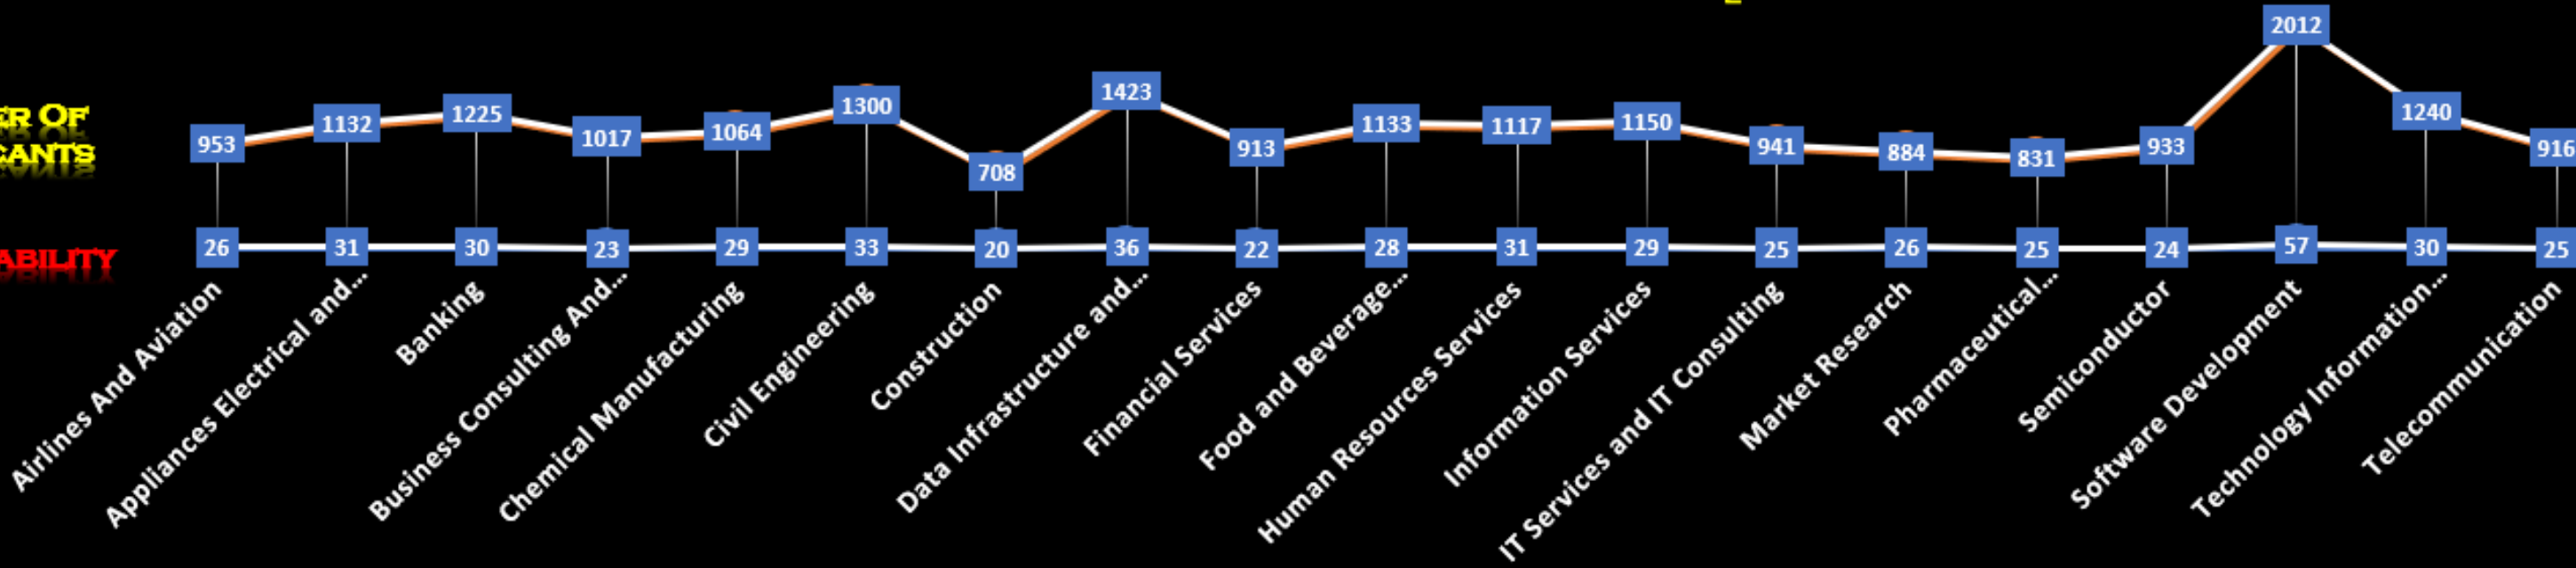 2012
953 1132 1225 1017 1064 1300 708 1423 913 1133 1117 1150 941 884 831 933 1240 916
ER OF
CANTS
26 31 30 23 29 33 20 36 22 28 31 29 25 26 25 24 57 30 25
ABILITY
Airlines And Aviation
Appliances Electrical and...
Banking
Business Consulting And...
Chemical Manufacturing
Civil Engineering
Construction
Data Infrastructure and...
Financial Services
Food and Beverage...
Human Resources Services
Information Services
IT Services and IT Consulting
Market Research
Pharmaceutical...
Semiconductor
Software Development
Technology Information...
Telecommunication